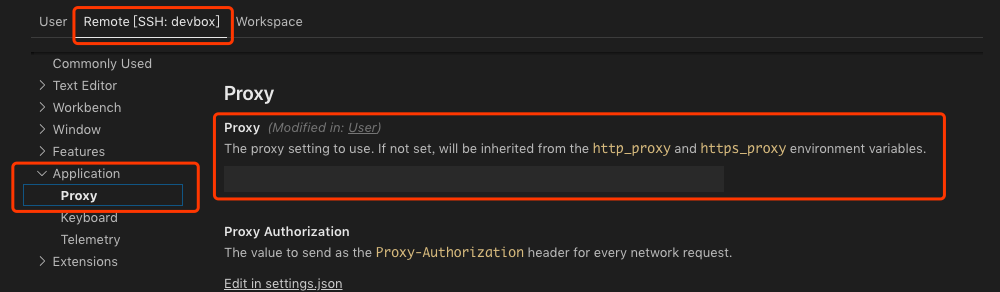 User Remote [SSH: devbox] Workspace
Commonly Used
Text Editor
Workbench
Window
Features
Application
Proxy
Keyboard
Telemetry
Extensions
Proxy
Proxy (Modified in: User)
The proxy setting to use. If not set, will be inherited from the http_proxy and https_proxy environment variables.
Proxy Authorization
The value to send as the Proxy-Authorization header for every network request.
Edit in settings.json